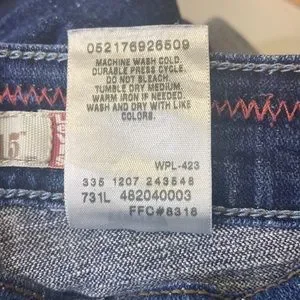 052176926509
MACHINE WASH COLD.
DURABLE PRESS CYCLE.
DO NOT BLEACH.
TUMBLE DRY MEDIUM.
WARM IRON IF NEEDED.
WASH AND DRY WITH LIKE
COLORS.
15
WPL-423
335 1207 243548
731L 482040003
FFC#8318